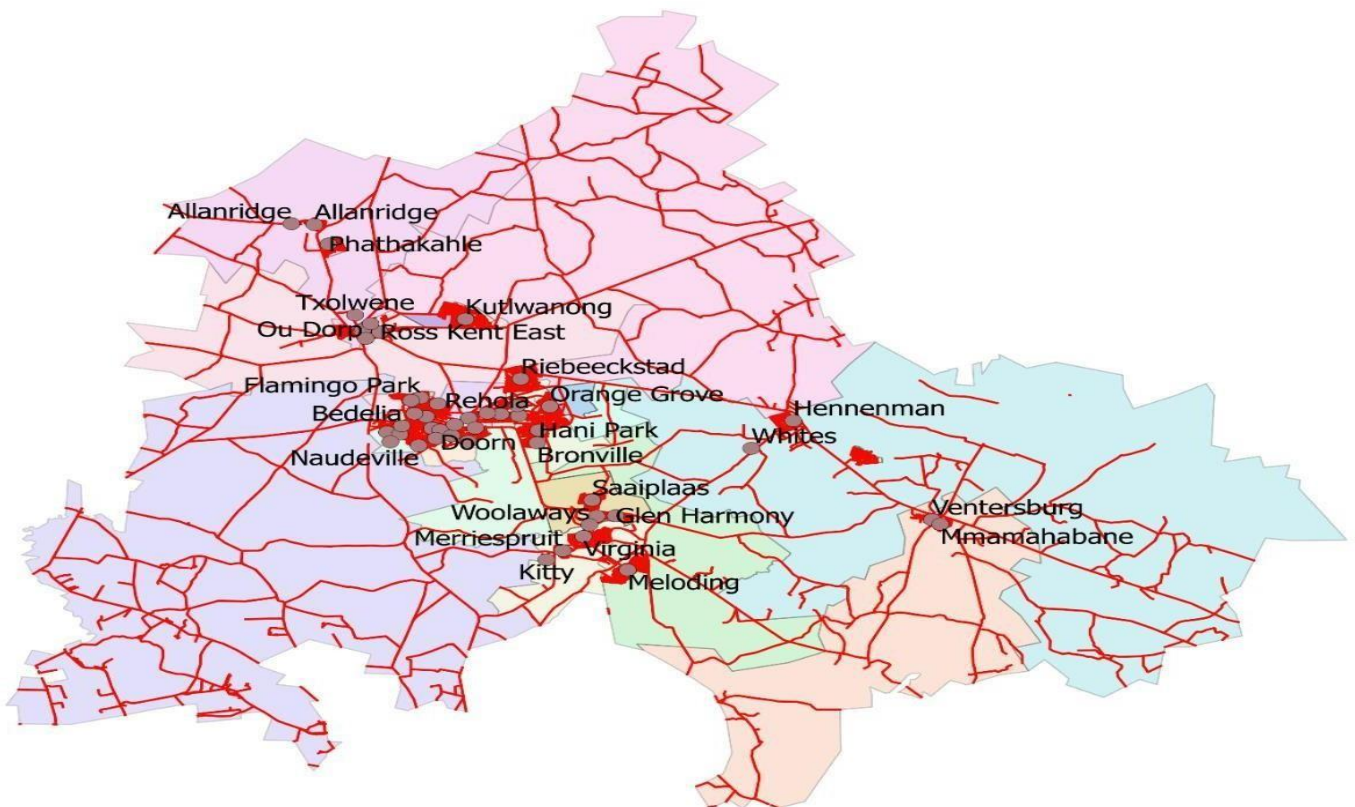 Allanridge
Allanridge
Phathakahle
Txolwene
Kutlwanong
Ou Dorp
Ross Kent East
Riebeeckstad
Flamingo Park
Rehola
Orange Grove
Bedelia
Hennenman
Hani Park
Doorn
Whites
Naudeville
Bronville
Saaiplaas
Woolaways
Glen Harmony
Ventersburg
Merriespruit
Mmamahabane
Virginia
Kitty
Meloding